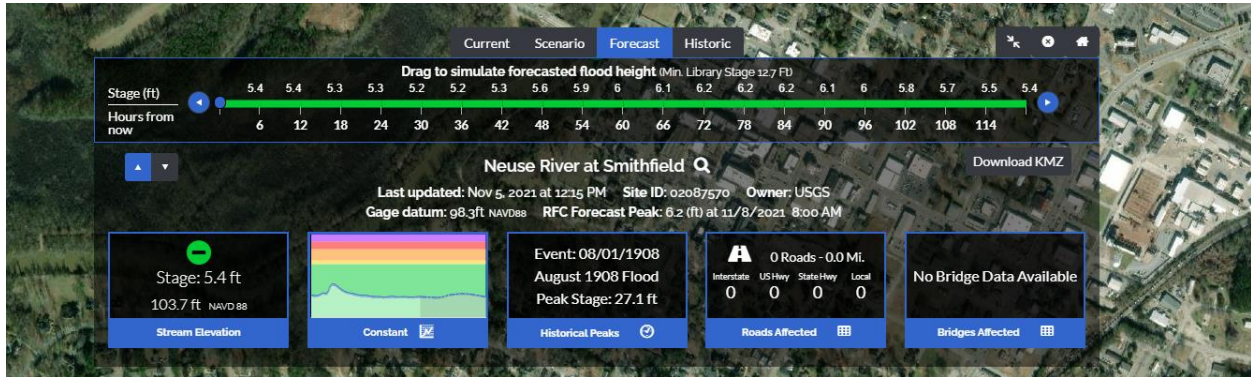 Current Scenario Forecast Historic
Drag to simulate forecasted flood height (Min. Library Stage 12.7 Ft)
Stage (ft) 5.4 5.4 5.3 5.3 5.2 5.2 5.3 5.6 5.9 6 6.1 6.2 6.2 6.2 6.1 6 5.8 5.7 5.5 5.4
Hours from now 6 12 18 24 30 36 42 48 54 60 66 72 78 84 90 96 102 108 114
Neuse River at Smithfield
Download KMZ
Last updated: Nov 5, 2021 at 12:15 PM Site ID: 02087570 Owner: USGS
Gage datum: 98.3ft NAVD88 RFC Forecast Peak: 6.2 (ft) at 11/8/2021 8:00 AM
Stage: 5.4 ft
103.7 ft NAVD 88
Stream Elevation
Constant
Event: 08/01/1908
August 1908 Flood
Peak Stage: 27.1 ft
Historical Peaks
0 Roads - 0.0 Mi.
Interstate US Hwy State Hwy Local
0 0 0 0
Roads Affected
No Bridge Data Available
Bridges Affected